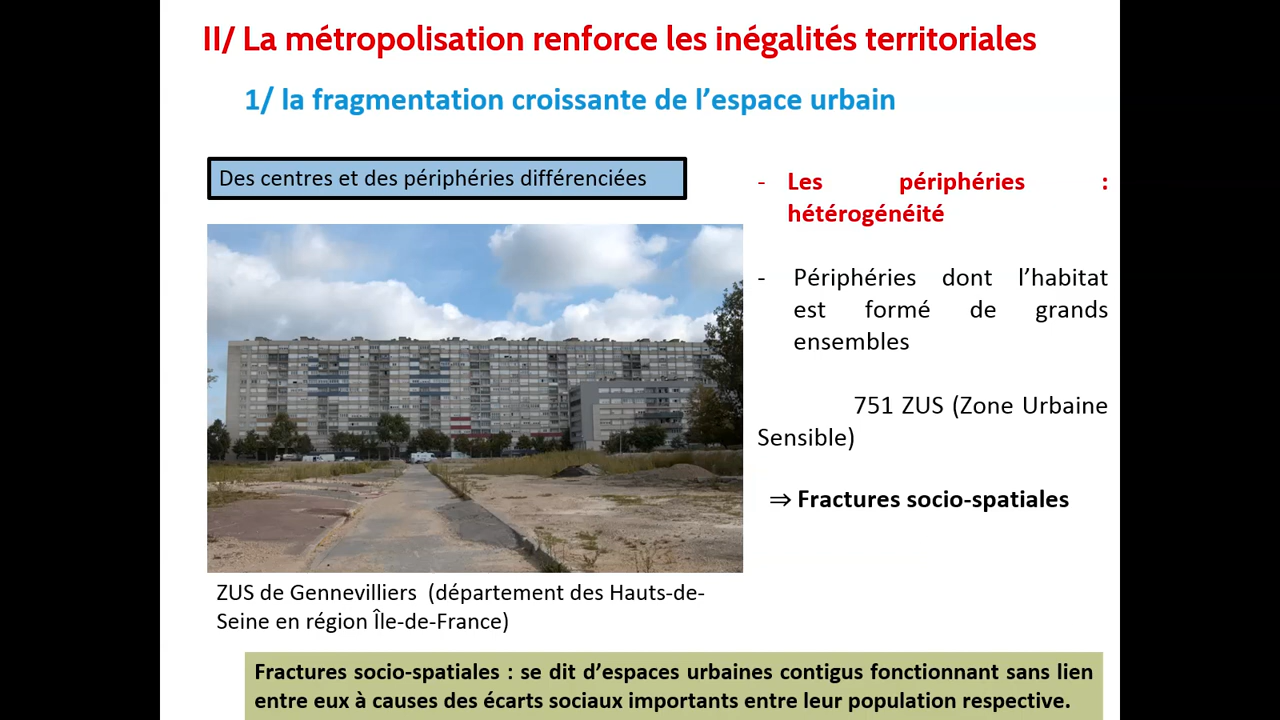 II/ La métropolisation renforce les inégalités territoriales
1/ la fragmentation croissante de l’espace urbain
Des centres et des périphéries différenciées
- Les périphéries :
hétérogénéité
- Périphéries dont l’habitat
est formé de grands
ensembles
751 ZUS (Zone Urbaine
Sensible)
⇒ Fractures socio-spatiales
ZUS de Gennevilliers (département des Hauts-de-
Seine en région Île-de-France)
Fractures socio-spatiales : se dit d’espaces urbaines contigus fonctionnant sans lien
entre eux à causes des écarts sociaux importants entre leur population respective.